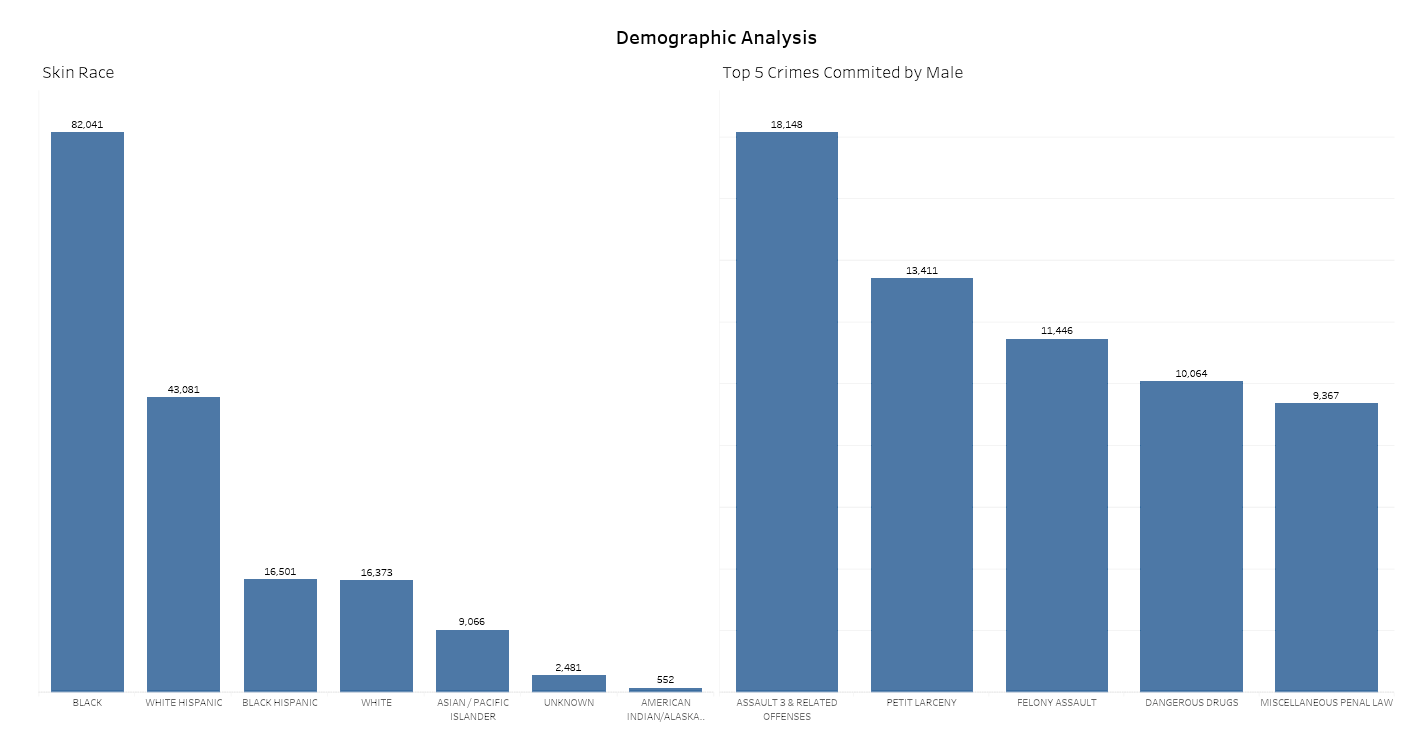 Demographic Analysis
Skin Race
82,041
43,081
16,501
16,373
9,066
2,481
552
BLACK
WHITE HISPANIC
BLACK HISPANIC
WHITE
ASIAN / PACIFIC
ISLANDER
UNKNOWN
AMERICAN
INDIAN/ALASKA..
Top 5 Crimes Commited by Male
18,148
13,411
11,446
10,064
9,367
ASSAULT 3 & RELATED
OFFENSES
PETIT LARCENY
FELONY ASSAULT
DANGEROUS DRUGS
MISCELLANEOUS PENAL LAW